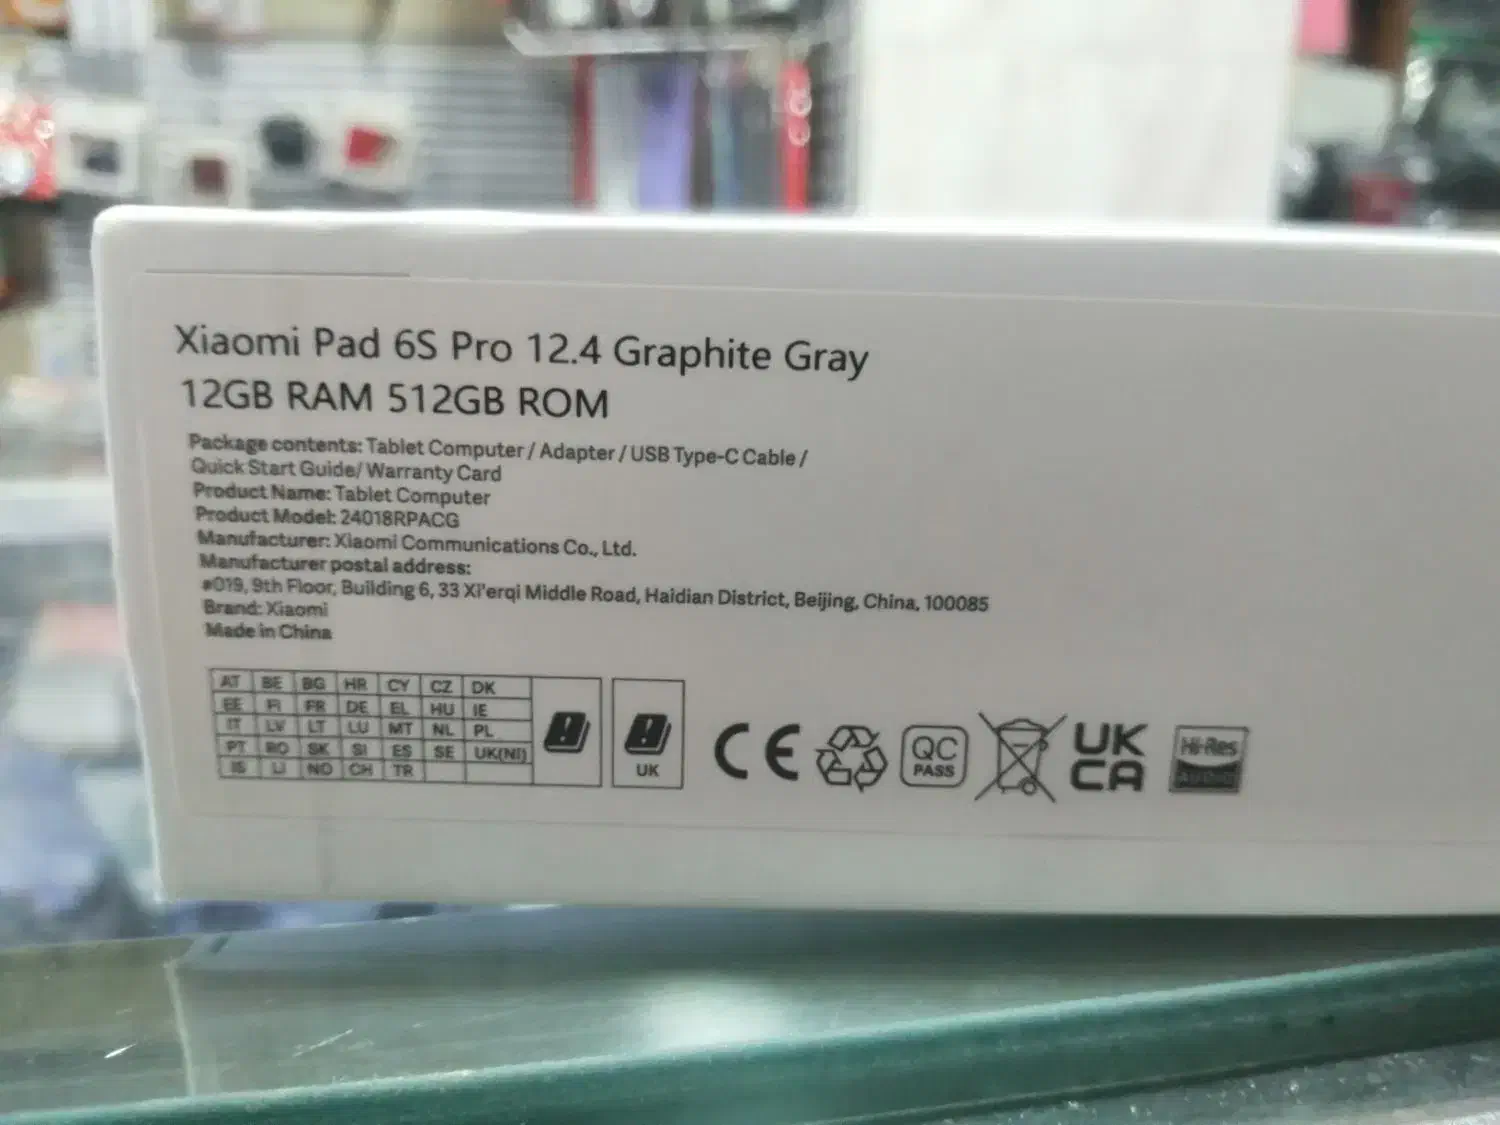 Xiaomi Pad 6S Pro 12.4 Graphite Gray
12GB RAM 512GB ROM
Package contents: Tablet Computer / Adapter / USB Type-C Cable /
Quick Start Guide/ Warranty Card
Product Name: Tablet Computer
Product Model: 24018RPACG
Manufacturer: Xiaomi Communications Co., Ltd.
Manufacturer postal address:
#019, 9th Floor, Building 6, 33 Xi'erqi Middle Road, Haidian District, Beijing, China, 100085
Brand: Xiaomi
Made in China
AT BE BG HR CY CZ DK
EE FI FR DE EL HU IE
IT LV LT LU MT NL PL
PT RO SK SI ES SE UK(NI)
IS LI NO CH TR
UK
CE
QC
PASS
UK
CA
Hi-Res
AUDIO